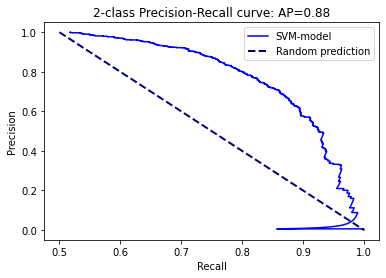 2-class Precision-Recall curve: AP=0.88
SVM-model
Random prediction
Precision
1.0
0.8
0.6
0.4
0.2
0.0
0.5 0.6 0.7 0.8 0.9 1.0
Recall